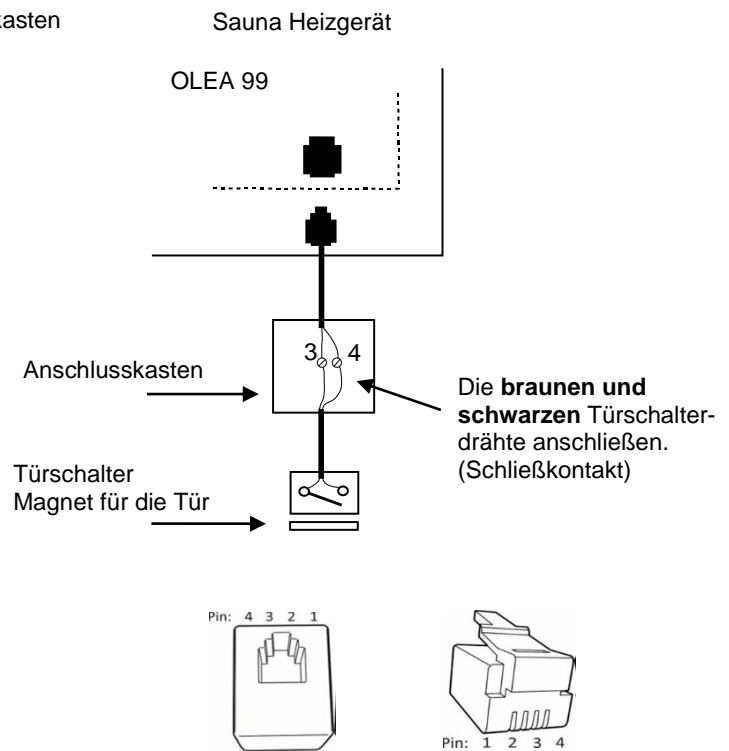 Sauna Heizgerät
OLEA 99
3 4
Anschlusskasten
Die braunen und
schwarzen Türschalter-
drähte anschließen.
(Schließkontakt)
Türschalter
Magnet für die Tür
Pin: 4 3 2 1
Pin: 1 2 3 4